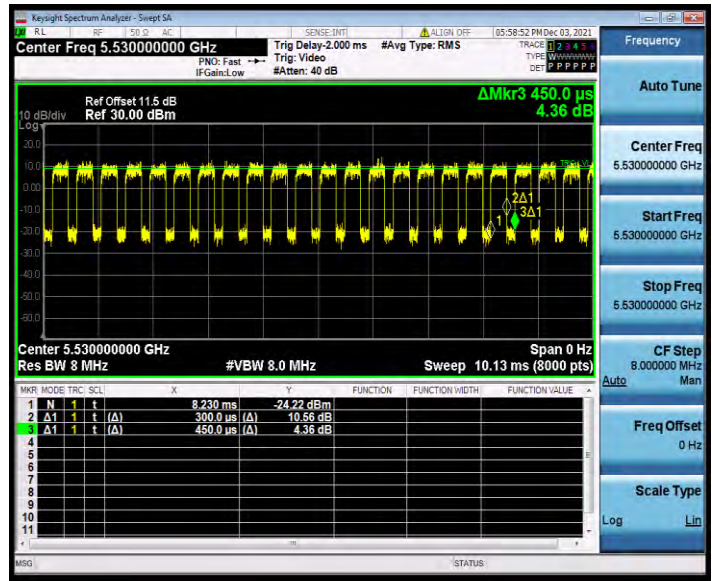 Keysight Spectrum Analyzer - Swept SA
RL RF 50 Ω AC SENSE:INT ALIGN OFF 05:58:52 PM Dec 03, 2021
Center Freq 5.530000000 GHz
PNO: Fast
IFGain:Low
Trig Delay-2.000 ms
Trig: Video
#Atten: 40 dB
#Avg Type: RMS
TRACE 1 2 3 4 5 6
TYPE WWWWWW
DET P P P P P P
Frequency
Ref Offset 11.5 dB
10 dB/div Ref 30.00 dBm
Log
ΔMkr3 450.0 µs
4.36 dB
20.0
10.0
0.00
-10.0
-20.0
-30.0
-40.0
-50.0
-60.0
TRIG LVL
2Δ1
1
3Δ1
Center 5.530000000 GHz
Span 0 Hz
Res BW 8 MHz
#VBW 8.0 MHz
Sweep 10.13 ms (8000 pts)
MKR MODE TRC SCL X Y FUNCTION FUNCTION WIDTH FUNCTION VALUE
1 N 1 t 8.230 ms -24.22 dBm
2 Δ1 1 t (Δ) 300.0 µs (Δ) 10.56 dB
3 Δ1 1 t (Δ) 450.0 µs (Δ) 4.36 dB
4
5
6
7
8
9
10
11
MSG
STATUS
Auto Tune
Center Freq
5.530000000 GHz
Start Freq
5.530000000 GHz
Stop Freq
5.530000000 GHz
CF Step
8.000000 MHz
Auto Man
Freq Offset
0 Hz
Scale Type
Log Lin